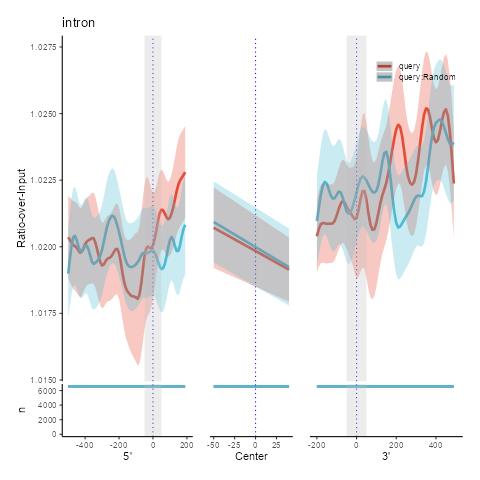 intron
1.0275
1.0250
1.0225
1.0200
1.0175
1.0150
Ratio-over-Input
query
query:Random
6000
4000
2000
0
n
-400 -200 0 200
-50 -25 0 25
-200 0 200 400
5' Center 3'